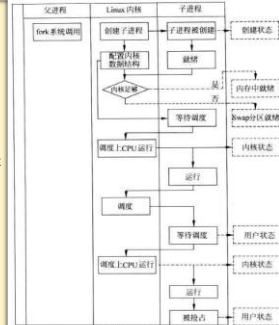 父进程
Linux 内核
子进程
fork系统调用
创建子进程
子进程被创建
创建状态
配置内核
数据结构
就绪
内核足够
是
否
内存中就绪
Swap分区就绪
等待调度
调度上CPU运行
内核状态
运行
调度
等待调度
用户状态
调度上CPU运行
内核状态
运行
被抢占
用户状态